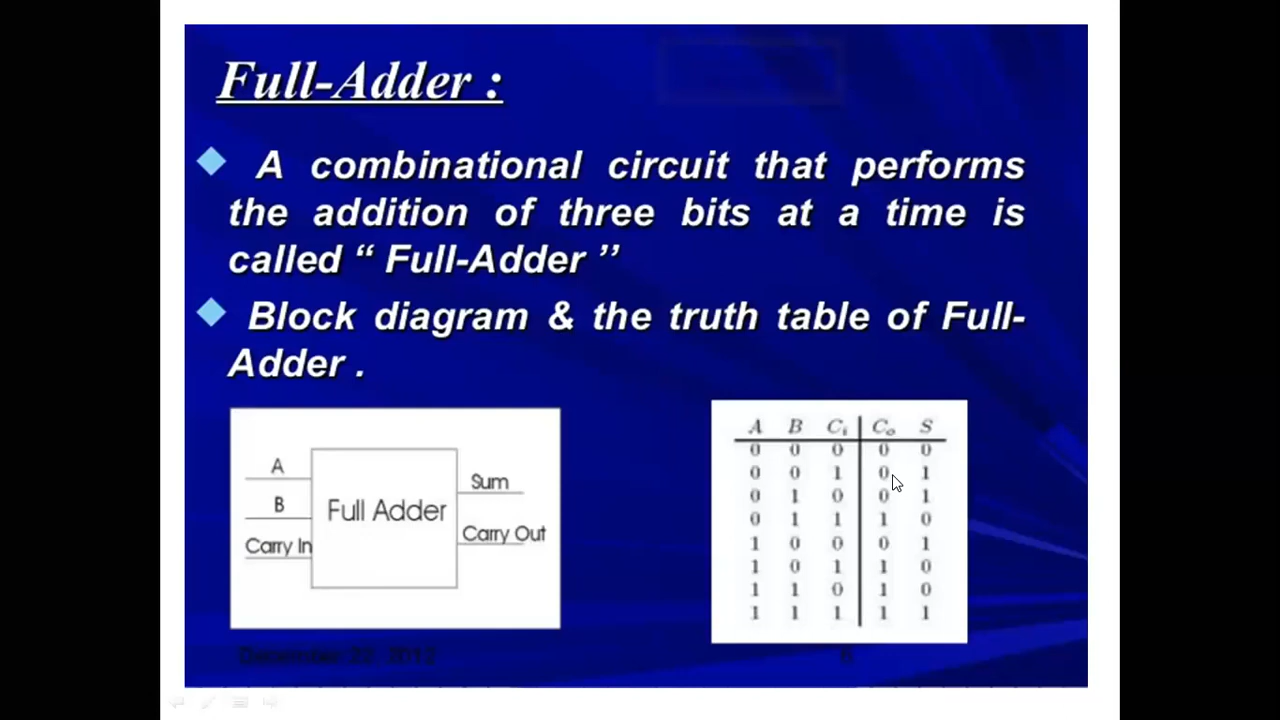 Full-Adder :
A combinational circuit that performs
the addition of three bits at a time is
called “ Full-Adder ’’
Block diagram & the truth table of Full-
Adder .
A
B
Carry In
Full Adder
Sum
Carry Out
A B Ci Co S
0 0 0 0 0
0 0 1 0 1
0 1 0 0 1
0 1 1 1 0
1 0 0 0 1
1 0 1 1 0
1 1 0 1 0
1 1 1 1 1
December 22, 2012